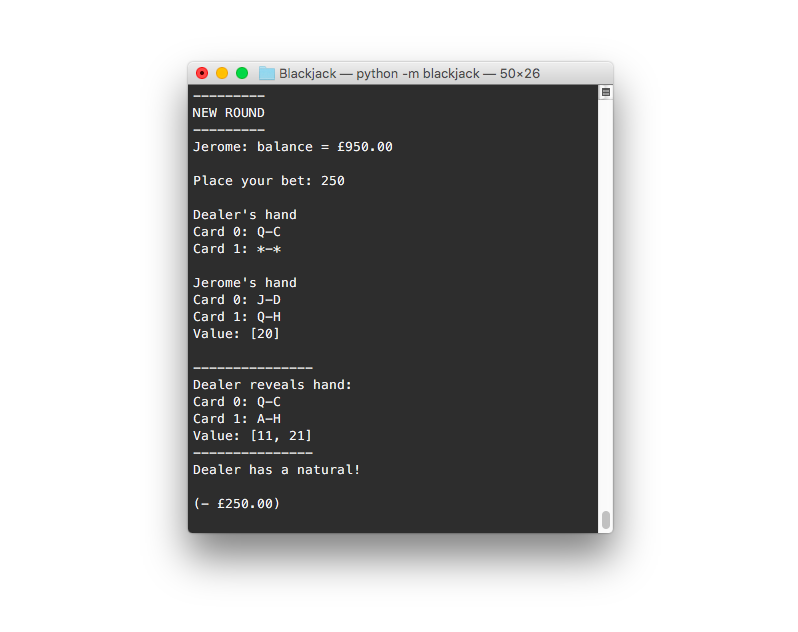 Blackjack — python -m blackjack — 50×26
---------
NEW ROUND
---------
Jerome: balance = £950.00
Place your bet: 250
Dealer's hand
Card 0: Q-C
Card 1: *-*
Jerome's hand
Card 0: J-D
Card 1: Q-H
Value: [20]
---------------
Dealer reveals hand:
Card 0: Q-C
Card 1: A-H
Value: [11, 21]
---------------
Dealer has a natural!
(- £250.00)